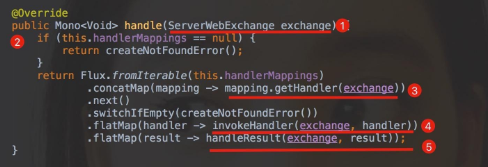 @Override
public Mono<Void> handle(ServerWebExchange exchange) { 1
2 if (this.handlerMappings == null) {
return createNotFoundError();
}
return Flux.fromIterable(this.handlerMappings)
.concatMap(mapping -> mapping.getHandler(exchange)) 3
.next()
.switchIfEmpty(createNotFoundError())
.flatMap(handler -> invokeHandler(exchange, handler)) 4
.flatMap(result -> handleResult(exchange, result)); 5
}